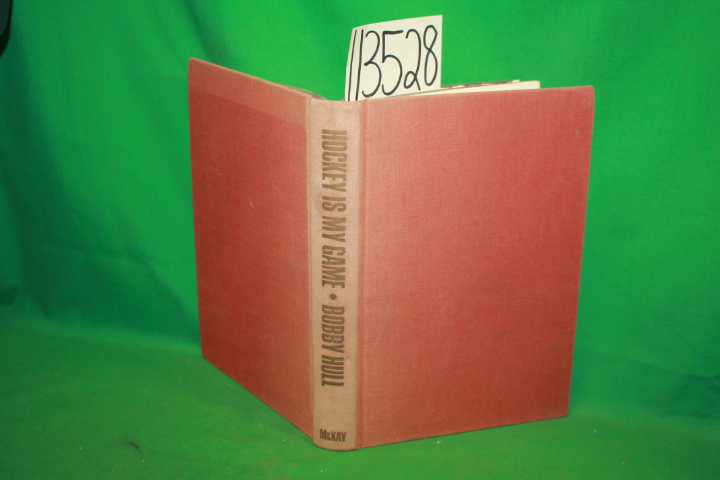 113528
HOCKEY IS MY GAME • BOBBY HULL
McKAY